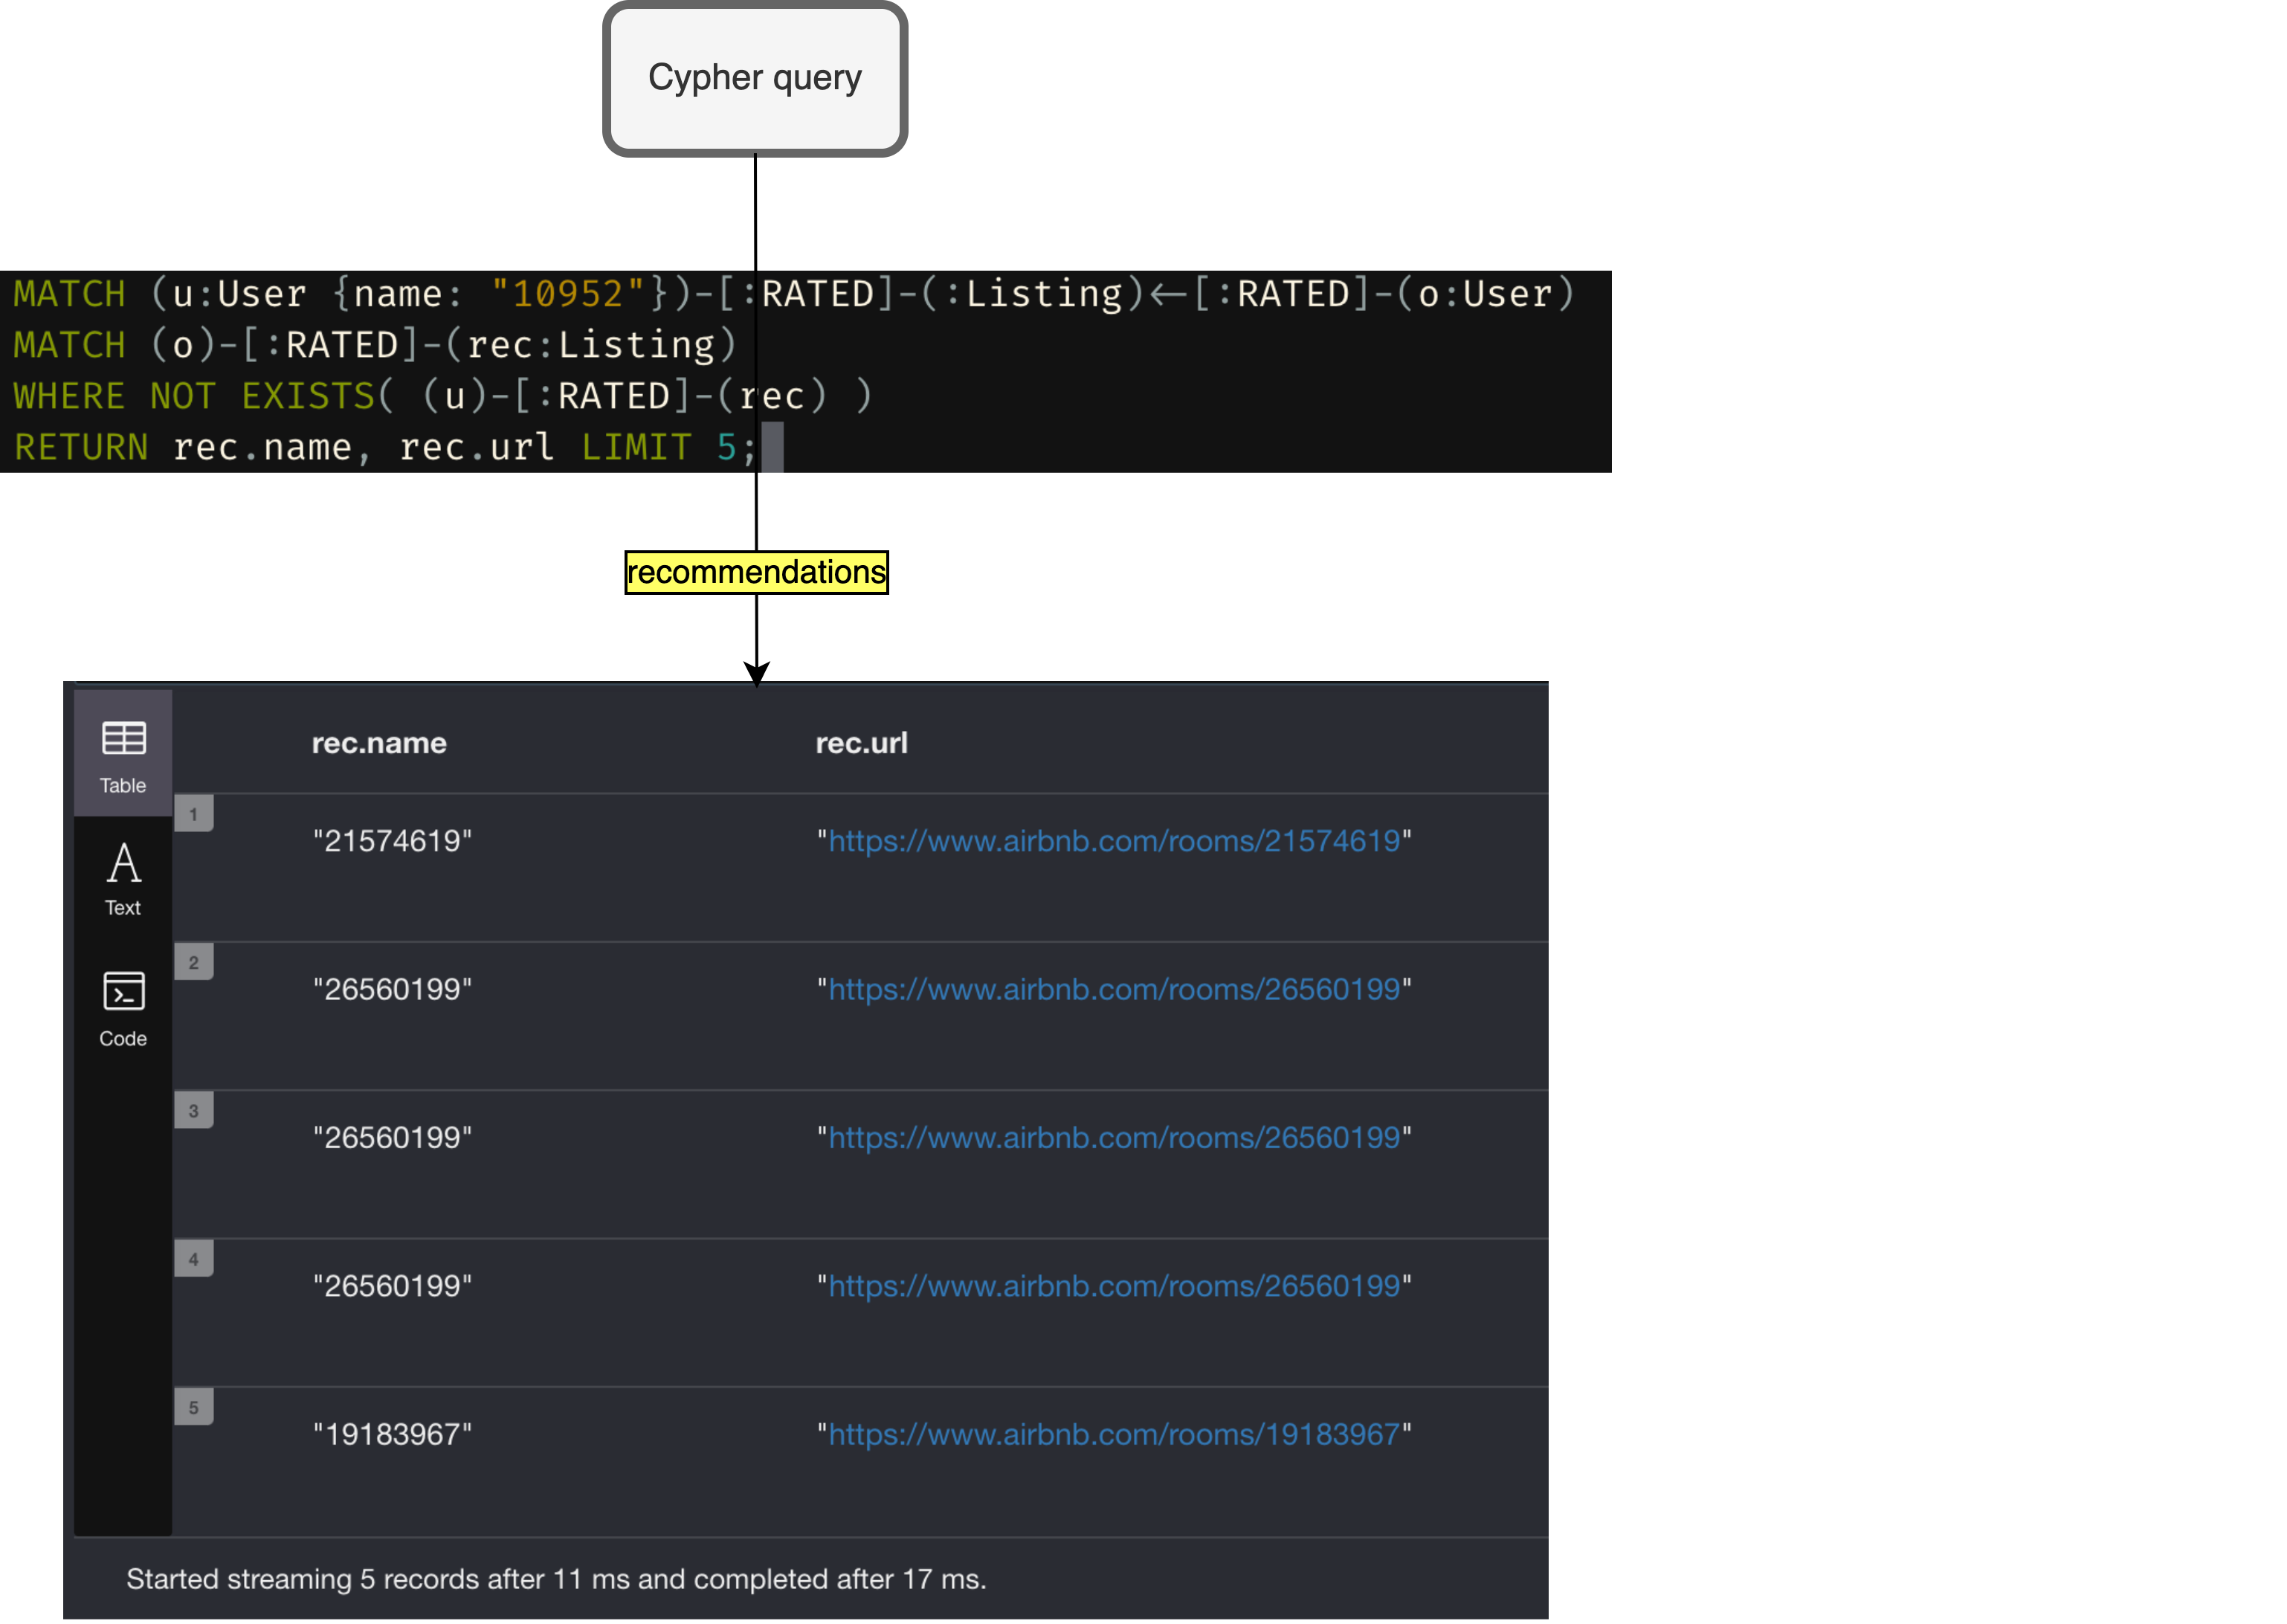 Cypher query
MATCH (u:User {name: "10952"})-[:RATED]-(:Listing)<-[:RATED]-(o:User)
MATCH (o)-[:RATED]-(rec:Listing)
WHERE NOT EXISTS( (u)-[:RATED]-(rec) )
RETURN rec.name, rec.url LIMIT 5;
recommendations
Table
Text
Code
rec.name rec.url
1
"21574619" "https://www.airbnb.com/rooms/21574619"
2
"26560199" "https://www.airbnb.com/rooms/26560199"
3
"26560199" "https://www.airbnb.com/rooms/26560199"
4
"26560199" "https://www.airbnb.com/rooms/26560199"
5
"19183967" "https://www.airbnb.com/rooms/19183967"
Started streaming 5 records after 11 ms and completed after 17 ms.